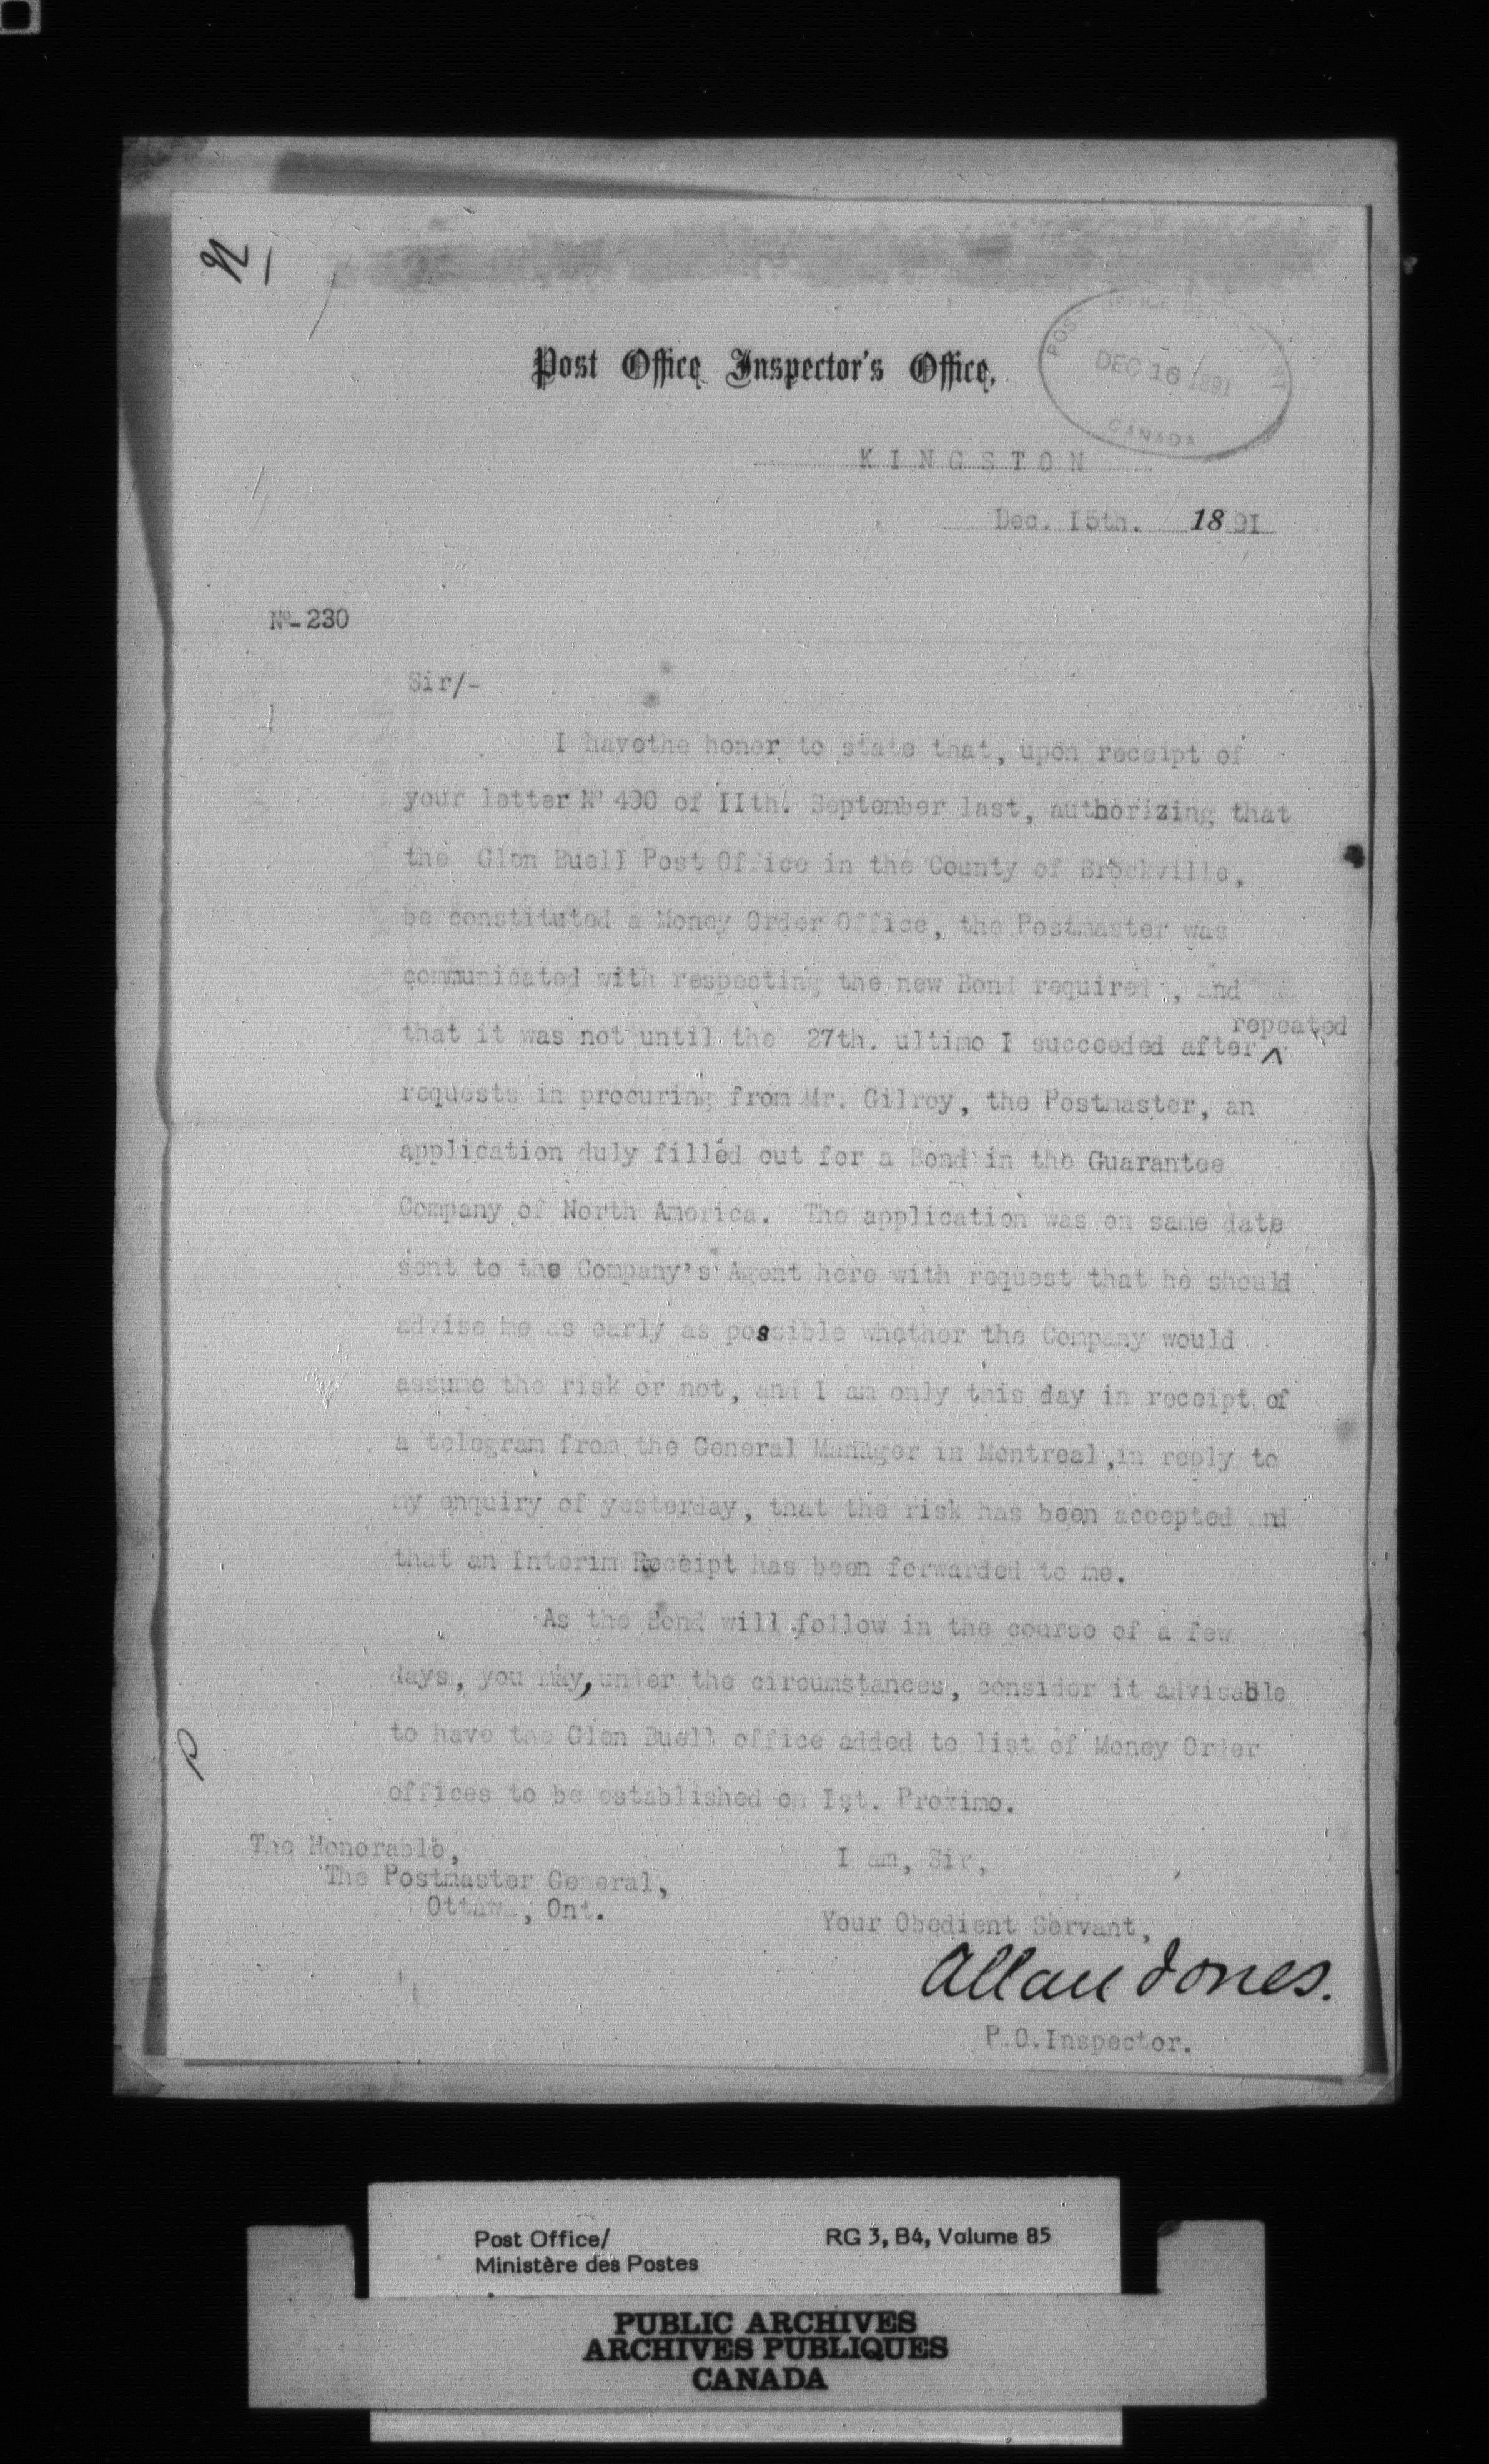 Post Office Inspector's Office,
POST OFFICE DEPARTMENT
DEC 16 1891
CANADA
KINGSTON
Dec. I5th. 18 9I
Nº-230
Sir/-
I havethe honor to state that, upon receipt of
your letter Nº 490 of IIth. September last, authorizing that
the Glen BuelI Post Office in the County of Brockville,
be constituted a Money Order Office, the Postmaster was
communicated with respecting the new Bond required , and
repeated
that it was not until the 27th. ultimo I succeeded after ^
requests in procuring from Mr. Gilroy, the Postmaster, an
application duly filled out for a Bond in the Guarantee
Company of North America. The application was on same date
sent to the Company's Agent here with request that he should
advise me as early as possible whether the Company would
assume the risk or not, and I am only this day in receipt of
a telegram from the General Manager in Montreal,in reply to
my enquiry of yesterday, that the risk has been accepted and
that an Interim Receipt has been forwarded to me.
As the Bond will follow in the course of a few
days, you may, under the circumstances, consider it advisable
to have the Glen Buell office added to list of Money Order
offices to be established on Ist. Proximo.
The Honorable,
The Postmaster General,
Ottawa, Ont.
I am, Sir,
Your Obedient Servant,
Allan Jones.
P.O.Inspector.
Post Office/
Ministère des Postes
RG 3, B4, Volume 85
PUBLIC ARCHIVES
ARCHIVES PUBLIQUES
CANADA